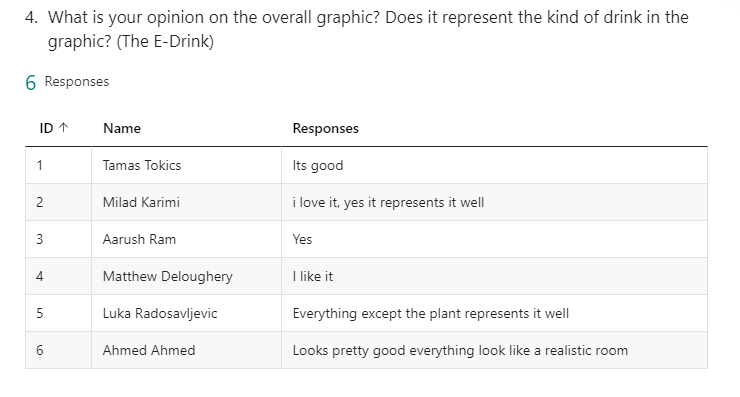 4. What is your opinion on the overall graphic? Does it represent the kind of drink in the
graphic? (The E-Drink)
6 Responses
ID ↑ Name Responses
1 Tamas Tokics Its good
2 Milad Karimi i love it, yes it represents it well
3 Aarush Ram Yes
4 Matthew Deloughery I like it
5 Luka Radosavljevic Everything except the plant represents it well
6 Ahmed Ahmed Looks pretty good everything look like a realistic room